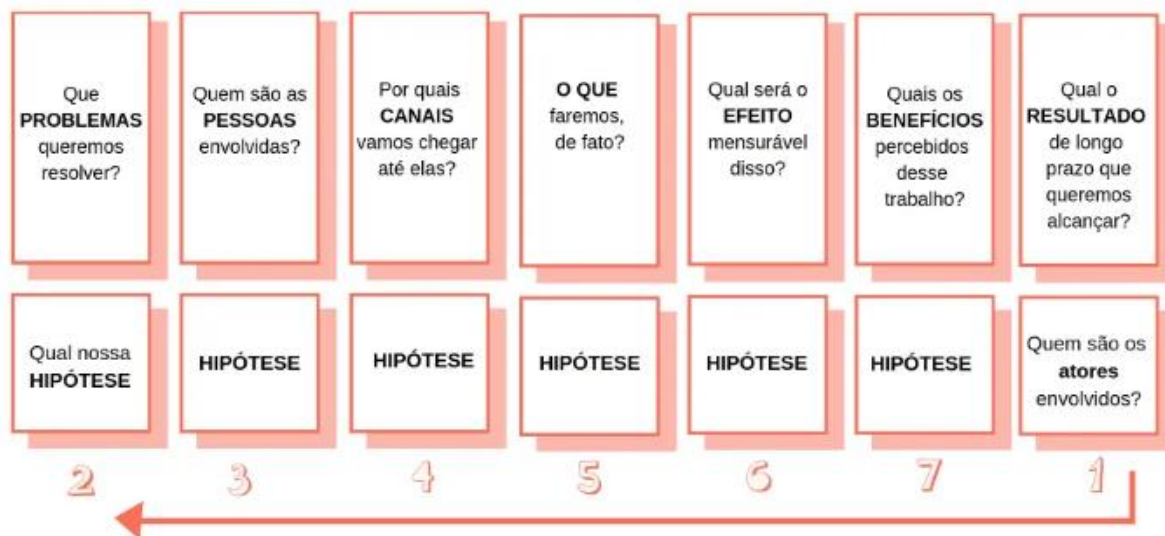 Que
PROBLEMAS
queremos
resolver?
Quem são as
PESSOAS
envolvidas?
Por quais
CANAIS
vamos chegar
até elas?
O QUE
faremos,
de fato?
Qual será o
EFEITO
mensurável
disso?
Quais os
BENEFÍCIOS
percebidos
desse
trabalho?
Qual o
RESULTADO
de longo
prazo que
queremos
alcançar?
Qual nossa
HIPÓTESE
HIPÓTESE
HIPÓTESE
HIPÓTESE
HIPÓTESE
HIPÓTESE
Quem são os
atores
envolvidos?
2
3
4
5
6
7
1